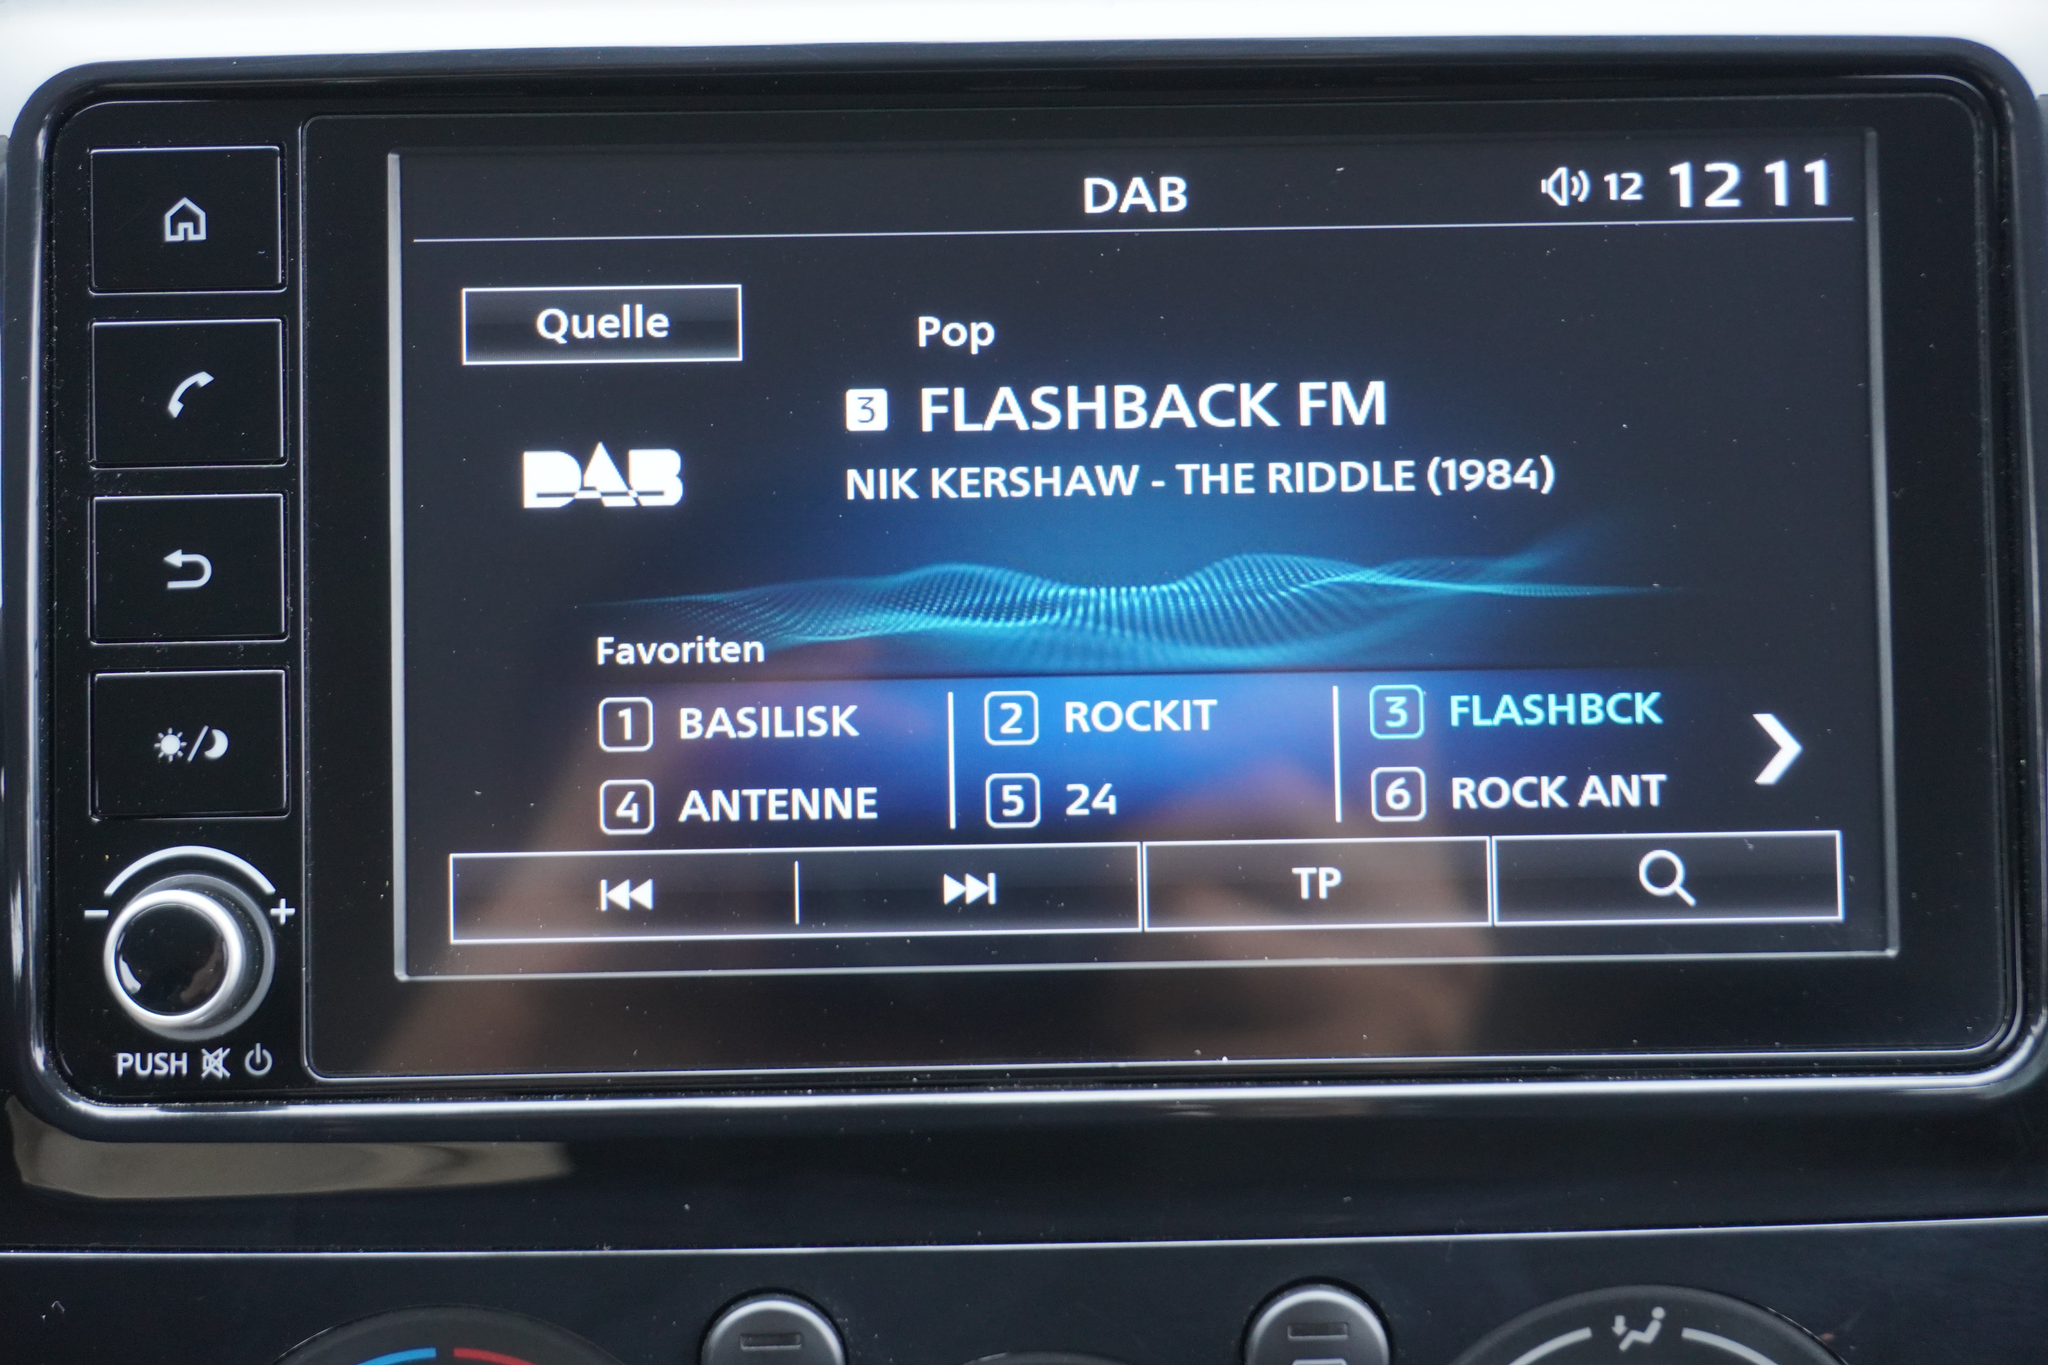 DAB
12 12 11
Quelle
Pop
3 FLASHBACK FM
DAB
NIK KERSHAW - THE RIDDLE (1984)
Favoriten
1 BASILISK 2 ROCKIT 3 FLASHBCK
4 ANTENNE 5 24 6 ROCK ANT
TP
- +
PUSH